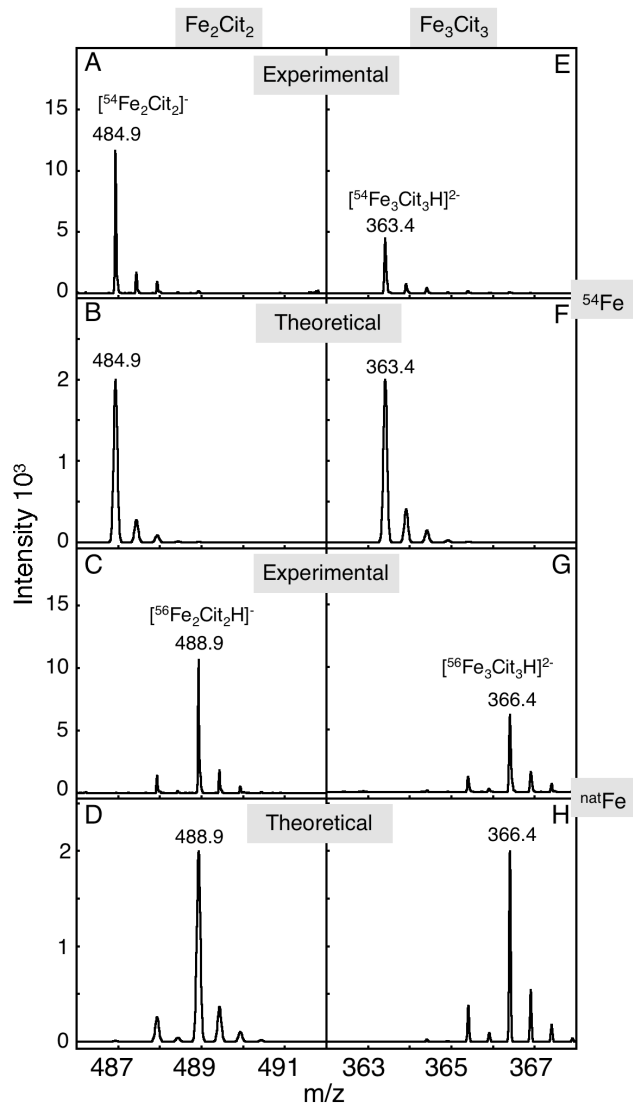 Fe₂Cit₂
Fe₃Cit₃
A
Experimental
E
[⁵⁴Fe₂Cit₂]⁻
484.9
[⁵⁴Fe₃Cit₃H]²⁻
363.4
15
10
5
0
⁵⁴Fe
B
Theoretical
F
484.9
363.4
2
1
0
Intensity 10³
C
Experimental
G
[⁵⁶Fe₂Cit₂H]⁻
488.9
[⁵⁶Fe₃Cit₃H]²⁻
366.4
15
10
5
0
ⁿᵃᵗFe
D
Theoretical
H
488.9
366.4
2
1
0
487 489 491 363 365 367
m/z